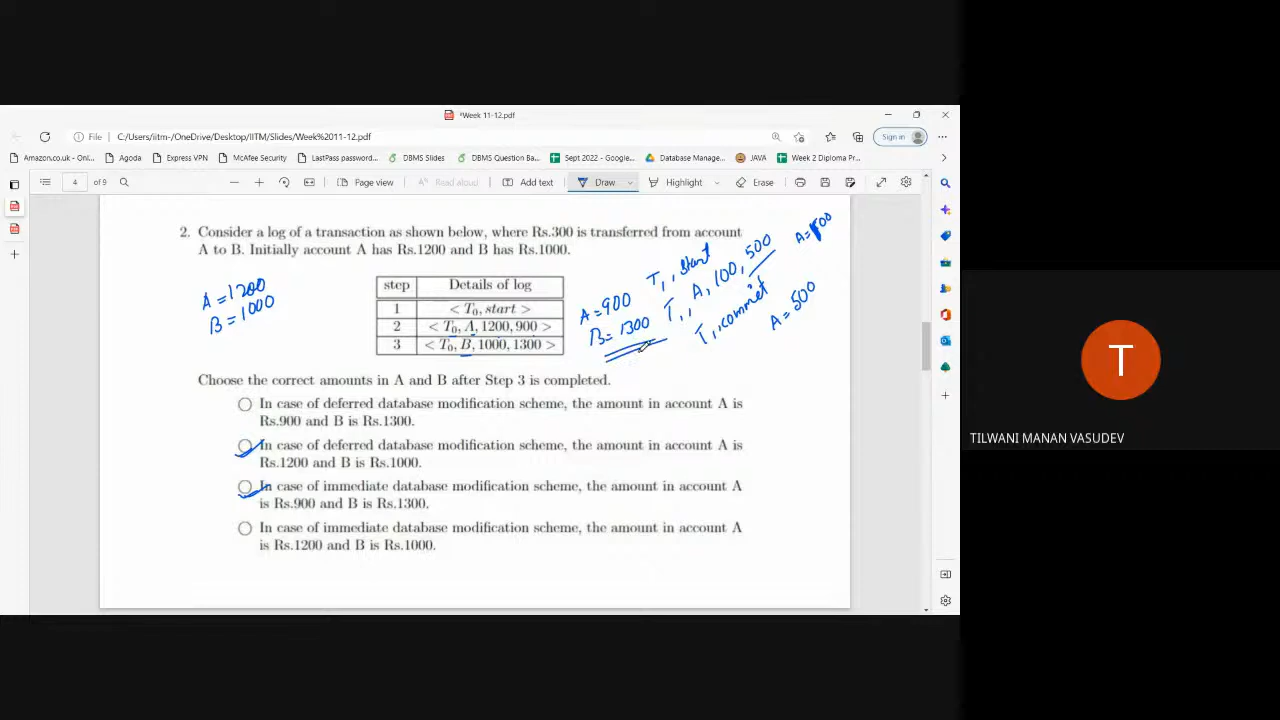 *Week 11-12.pdf
File
C:/Users/iitm-/OneDrive/Desktop/IITM/Slides/Week%2011-12.pdf
Sign in
Amazon.co.uk - Onl...
Agoda
Express VPN
McAfee Security
LastPass password...
DBMS Slides
DBMS Question Ba...
Sept 2022 - Google...
Database Manage...
JAVA
Week 2 Diploma Pr...
4 of 9
Page view
Read aloud
Add text
Draw
Highlight
Erase
2. Consider a log of a transaction as shown below, where Rs.300 is transferred from account
A to B. Initially account A has Rs.1200 and B has Rs.1000.
A = 1200
B = 1000
step Details of log
1 < T0, start >
2 < T0, A, 1200, 900 >
3 < T0, B, 1000, 1300 >
A = 900
B = 1300
T1, start
T1, A, 100, 500
T1, commit
A = 500
Choose the correct amounts in A and B after Step 3 is completed.
In case of deferred database modification scheme, the amount in account A is
Rs.900 and B is Rs.1300.
In case of deferred database modification scheme, the amount in account A is
Rs.1200 and B is Rs.1000.
In case of immediate database modification scheme, the amount in account A
is Rs.900 and B is Rs.1300.
In case of immediate database modification scheme, the amount in account A
is Rs.1200 and B is Rs.1000.
T
TILWANI MANAN VASUDEV